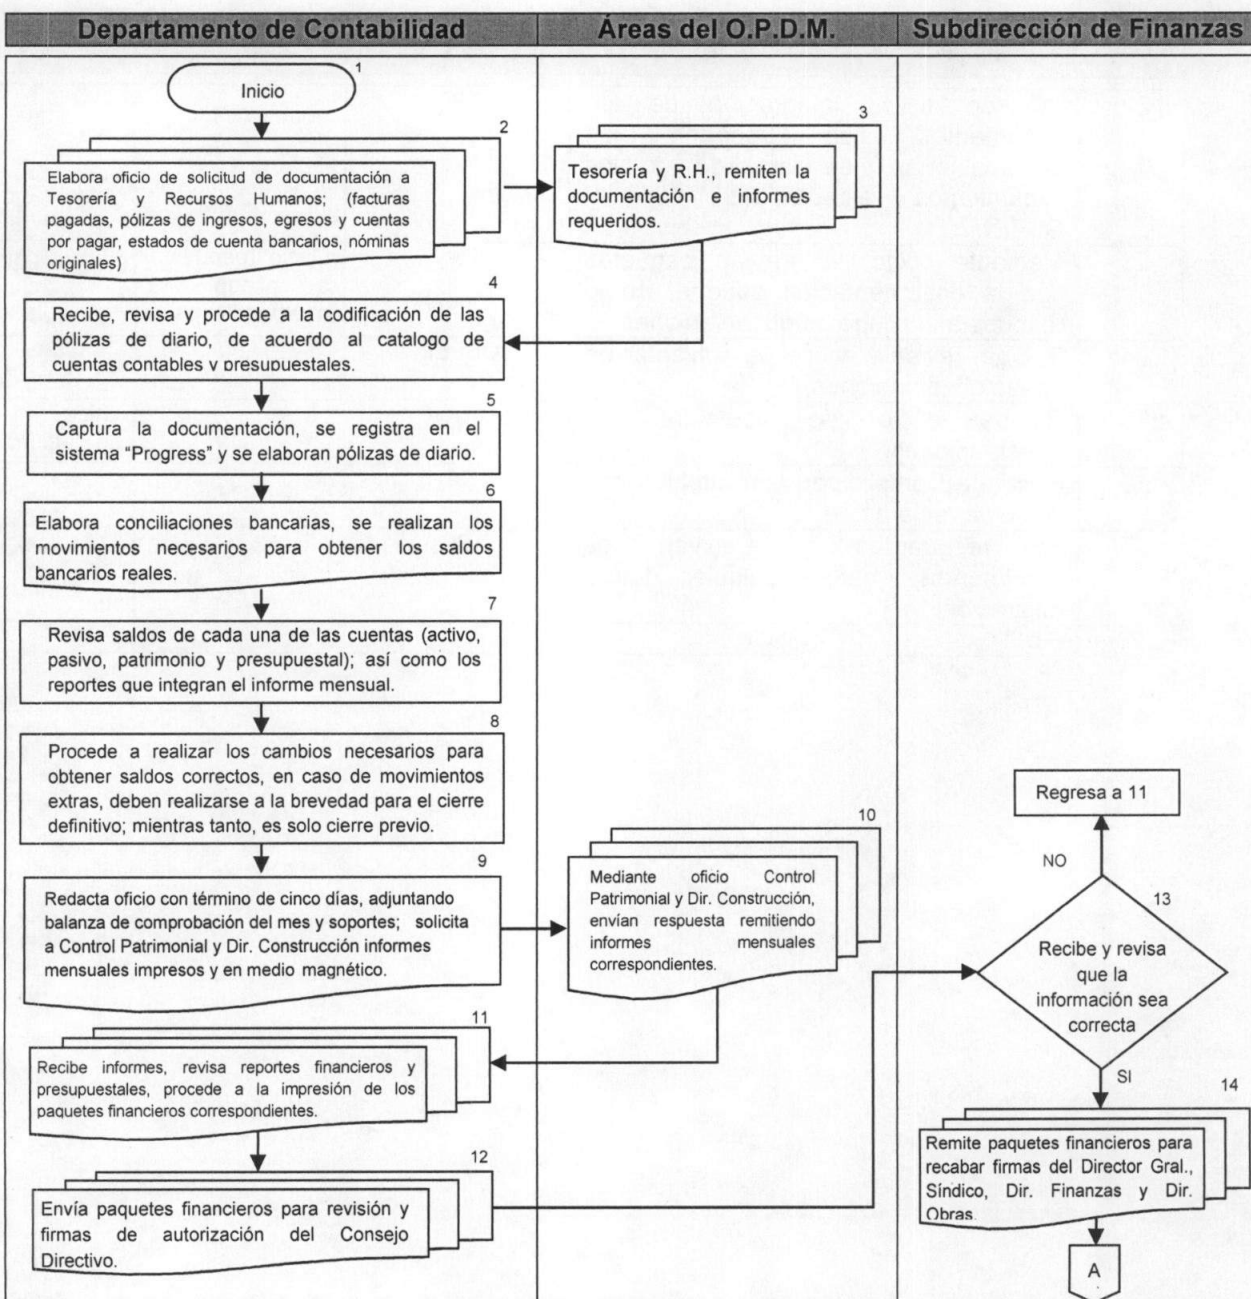 Departamento de Contabilidad
Áreas del O.P.D.M.
Subdirección de Finanzas
1
Inicio
2
Elabora oficio de solicitud de documentación a
Tesorería y Recursos Humanos; (facturas
pagadas, pólizas de ingresos, egresos y cuentas
por pagar, estados de cuenta bancarios, nóminas
originales)
3
Tesorería y R.H., remiten la
documentación e informes
requeridos.
4
Recibe, revisa y procede a la codificación de las
pólizas de diario, de acuerdo al catalogo de
cuentas contables y presupuestales.
5
Captura la documentación, se registra en el
sistema “Progress” y se elaboran pólizas de diario.
6
Elabora conciliaciones bancarias, se realizan los
movimientos necesarios para obtener los saldos
bancarios reales.
7
Revisa saldos de cada una de las cuentas (activo,
pasivo, patrimonio y presupuestal); así como los
reportes que integran el informe mensual.
8
Procede a realizar los cambios necesarios para
obtener saldos correctos, en caso de movimientos
extras, deben realizarse a la brevedad para el cierre
definitivo; mientras tanto, es solo cierre previo.
9
Redacta oficio con término de cinco días, adjuntando
balanza de comprobación del mes y soportes; solicita
a Control Patrimonial y Dir. Construcción informes
mensuales impresos y en medio magnético.
10
Mediante oficio Control
Patrimonial y Dir. Construcción,
envían respuesta remitiendo
informes mensuales
correspondientes.
11
Recibe informes, revisa reportes financieros y
presupuestales, procede a la impresión de los
paquetes financieros correspondientes.
12
Envía paquetes financieros para revisión y
firmas de autorización del Consejo
Directivo.
Regresa a 11
NO
13
Recibe y revisa
que la
información sea
correcta
SI
14
Remite paquetes financieros para
recabar firmas del Director Gral.,
Síndico, Dir. Finanzas y Dir.
Obras.
A